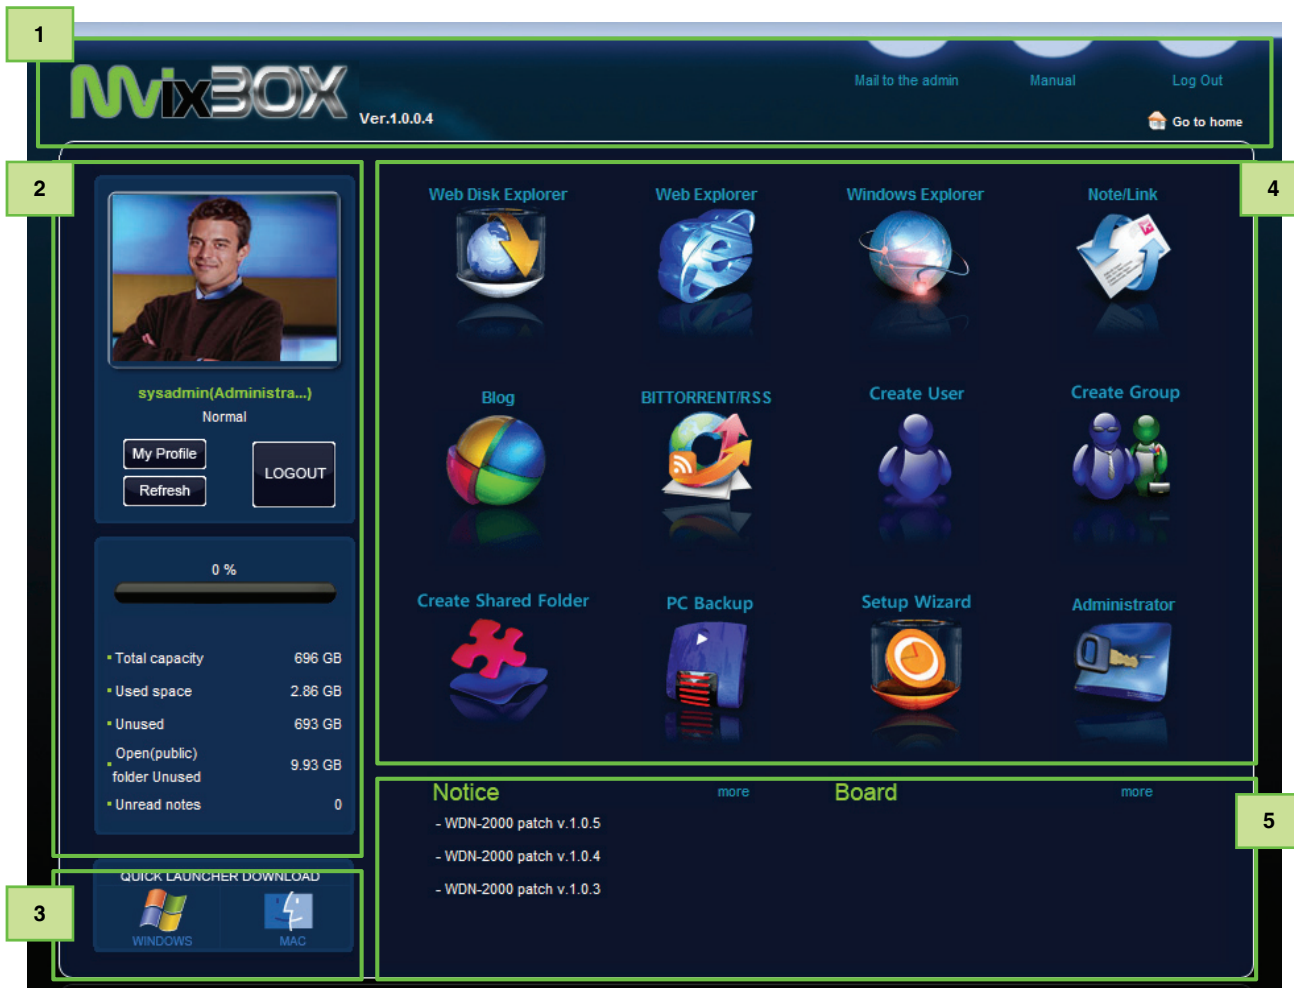 1
MvixBOX Ver.1.0.0.4
Mail to the admin
Manual
Log Out
Go to home
2
sysadmin(Administra...)
Normal
My Profile
Refresh
LOGOUT
0 %
Total capacity 696 GB
Used space 2.86 GB
Unused 693 GB
Open(public)
folder Unused 9.93 GB
Unread notes 0
3
QUICK LAUNCHER DOWNLOAD
WINDOWS
MAC
4
Web Disk Explorer
Web Explorer
Windows Explorer
Note/Link
Blog
BITTORRENT/RSS
Create User
Create Group
Create Shared Folder
PC Backup
Setup Wizard
Administrator
5
Notice more
- WDN-2000 patch v.1.0.5
- WDN-2000 patch v.1.0.4
- WDN-2000 patch v.1.0.3
Board more